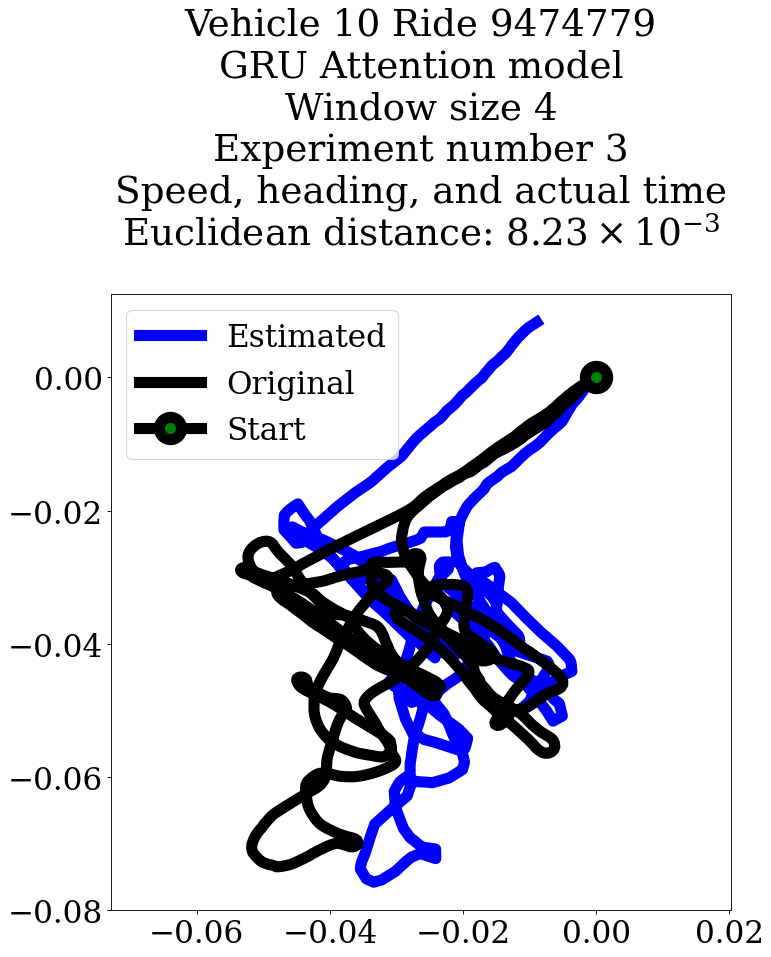 Vehicle 10 Ride 9474779
GRU Attention model
Window size 4
Experiment number 3
Speed, heading, and actual time
Euclidean distance: 8.23 × 10⁻³
Estimated
Original
Start
0.00
−0.02
−0.04
−0.06
−0.08
−0.06
−0.04
−0.02
0.00
0.02